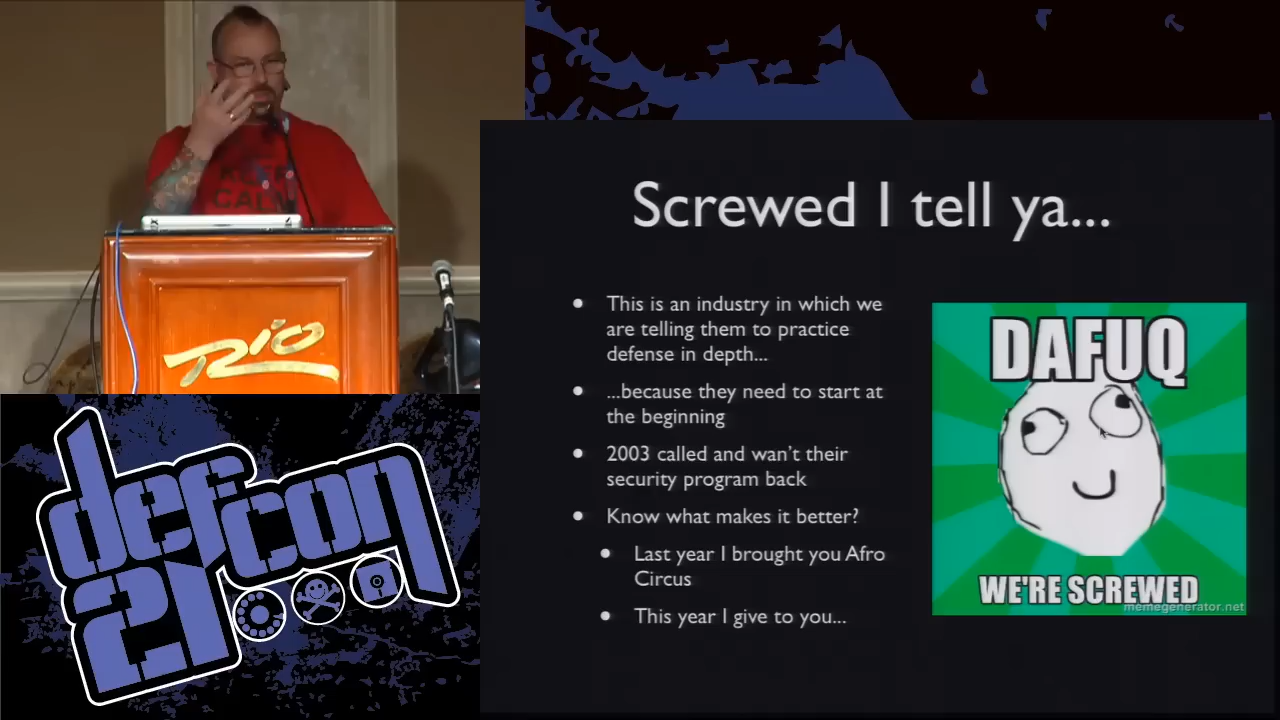 KEEP
CALM
RIO
defcon
21
Screwed I tell ya...
• This is an industry in which we
are telling them to practice
defense in depth...
• ...because they need to start at
the beginning
• 2003 called and wan't their
security program back
• Know what makes it better?
• Last year I brought you Afro
Circus
• This year I give to you...
DAFUQ
WE'RE SCREWED
memegenerator.net